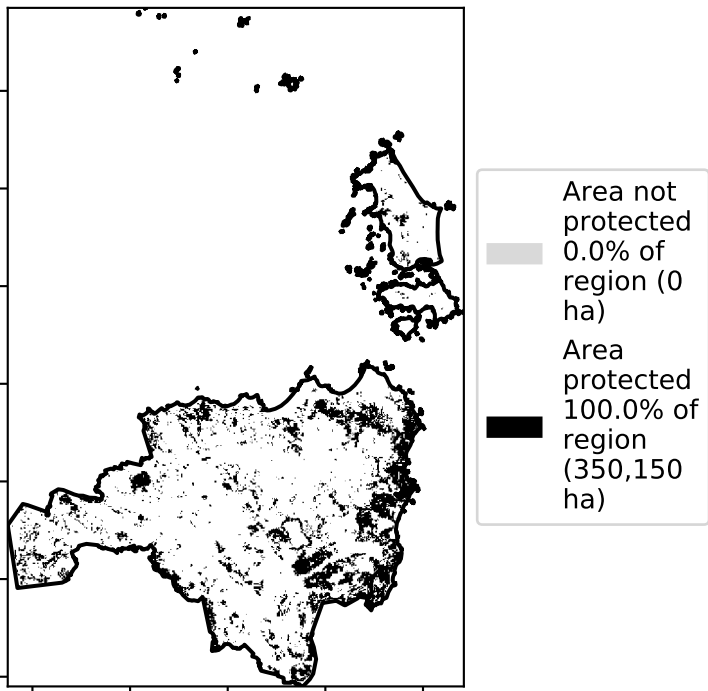 Area not
protected
0.0% of
region (0
ha)
Area
protected
100.0% of
region
(350,150
ha)